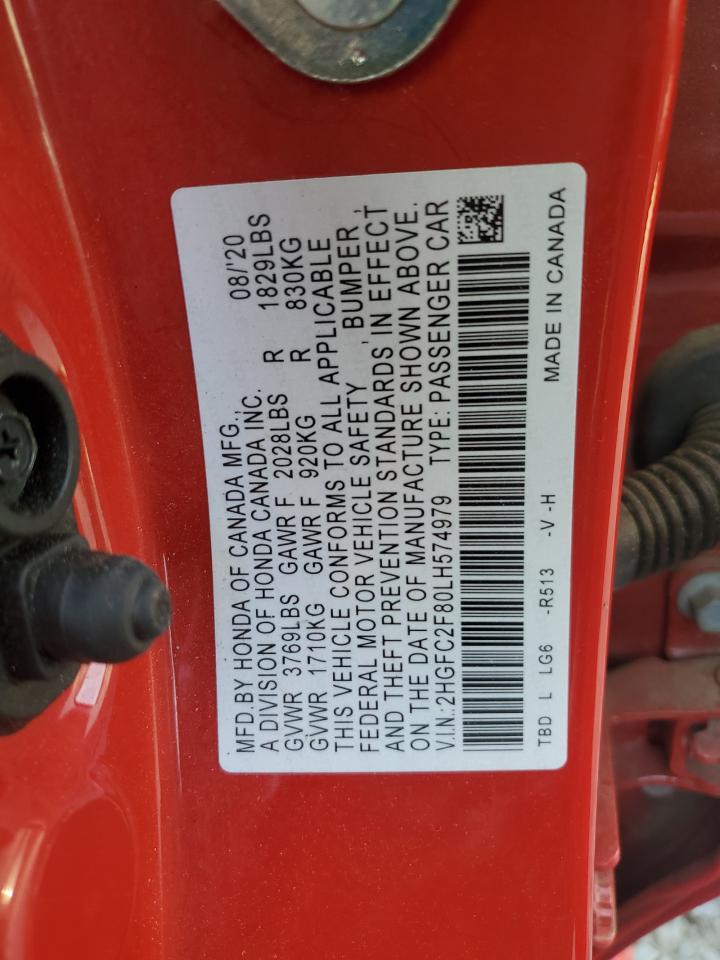 MFD.BY HONDA OF CANADA MFG., 08/'20
A DIVISION OF HONDA CANADA INC.
GVWR 3769LBS GAWR F 2028LBS R 1829LBS
GVWR 1710KG GAWR F 920KG R 830KG
THIS VEHICLE CONFORMS TO ALL APPLICABLE
FEDERAL MOTOR VEHICLE SAFETY, BUMPER,
AND THEFT PREVENTION STANDARDS, IN EFFECT
ON THE DATE OF MANUFACTURE SHOWN ABOVE.
V.I.N.:2HGFC2F80LH574979 TYPE: PASSENGER CAR
TBD L LG6 -R513 -V -H MADE IN CANADA